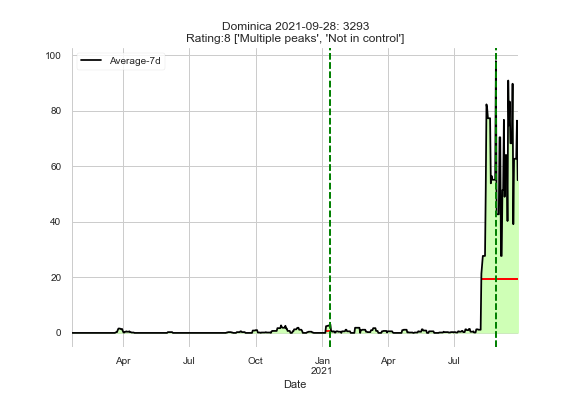 Dominica 2021-09-28: 3293
Rating:8 ['Multiple peaks', 'Not in control']
Average-7d
100
80
60
40
20
0
Apr
Jul
Oct
Jan
2021
Apr
Jul
Date